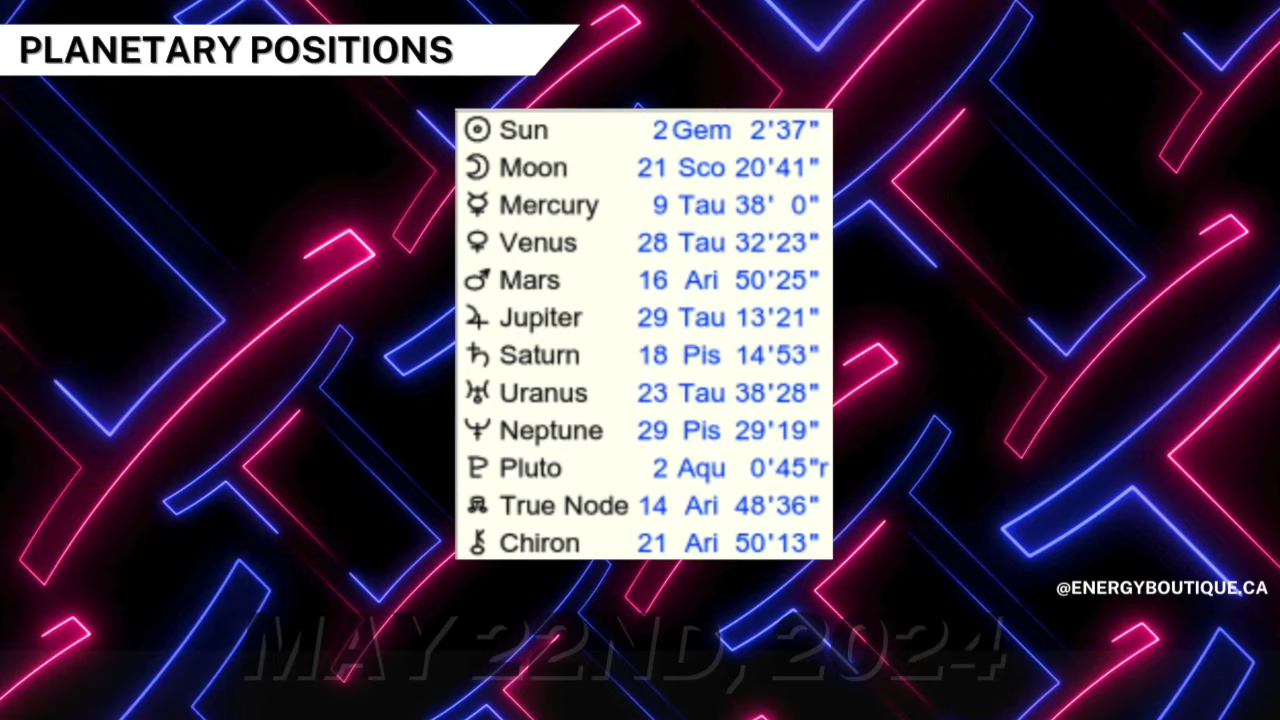 PLANETARY POSITIONS
Sun 2 Gem 2'37"
Moon 21 Sco 20'41"
Mercury 9 Tau 38' 0"
Venus 28 Tau 32'23"
Mars 16 Ari 50'25"
Jupiter 29 Tau 13'21"
Saturn 18 Pis 14'53"
Uranus 23 Tau 38'28"
Neptune 29 Pis 29'19"
Pluto 2 Aqu 0'45"r
True Node 14 Ari 48'36"
Chiron 21 Ari 50'13"
@ENERGYBOUTIQUE.CA
MAY 22ND, 2024